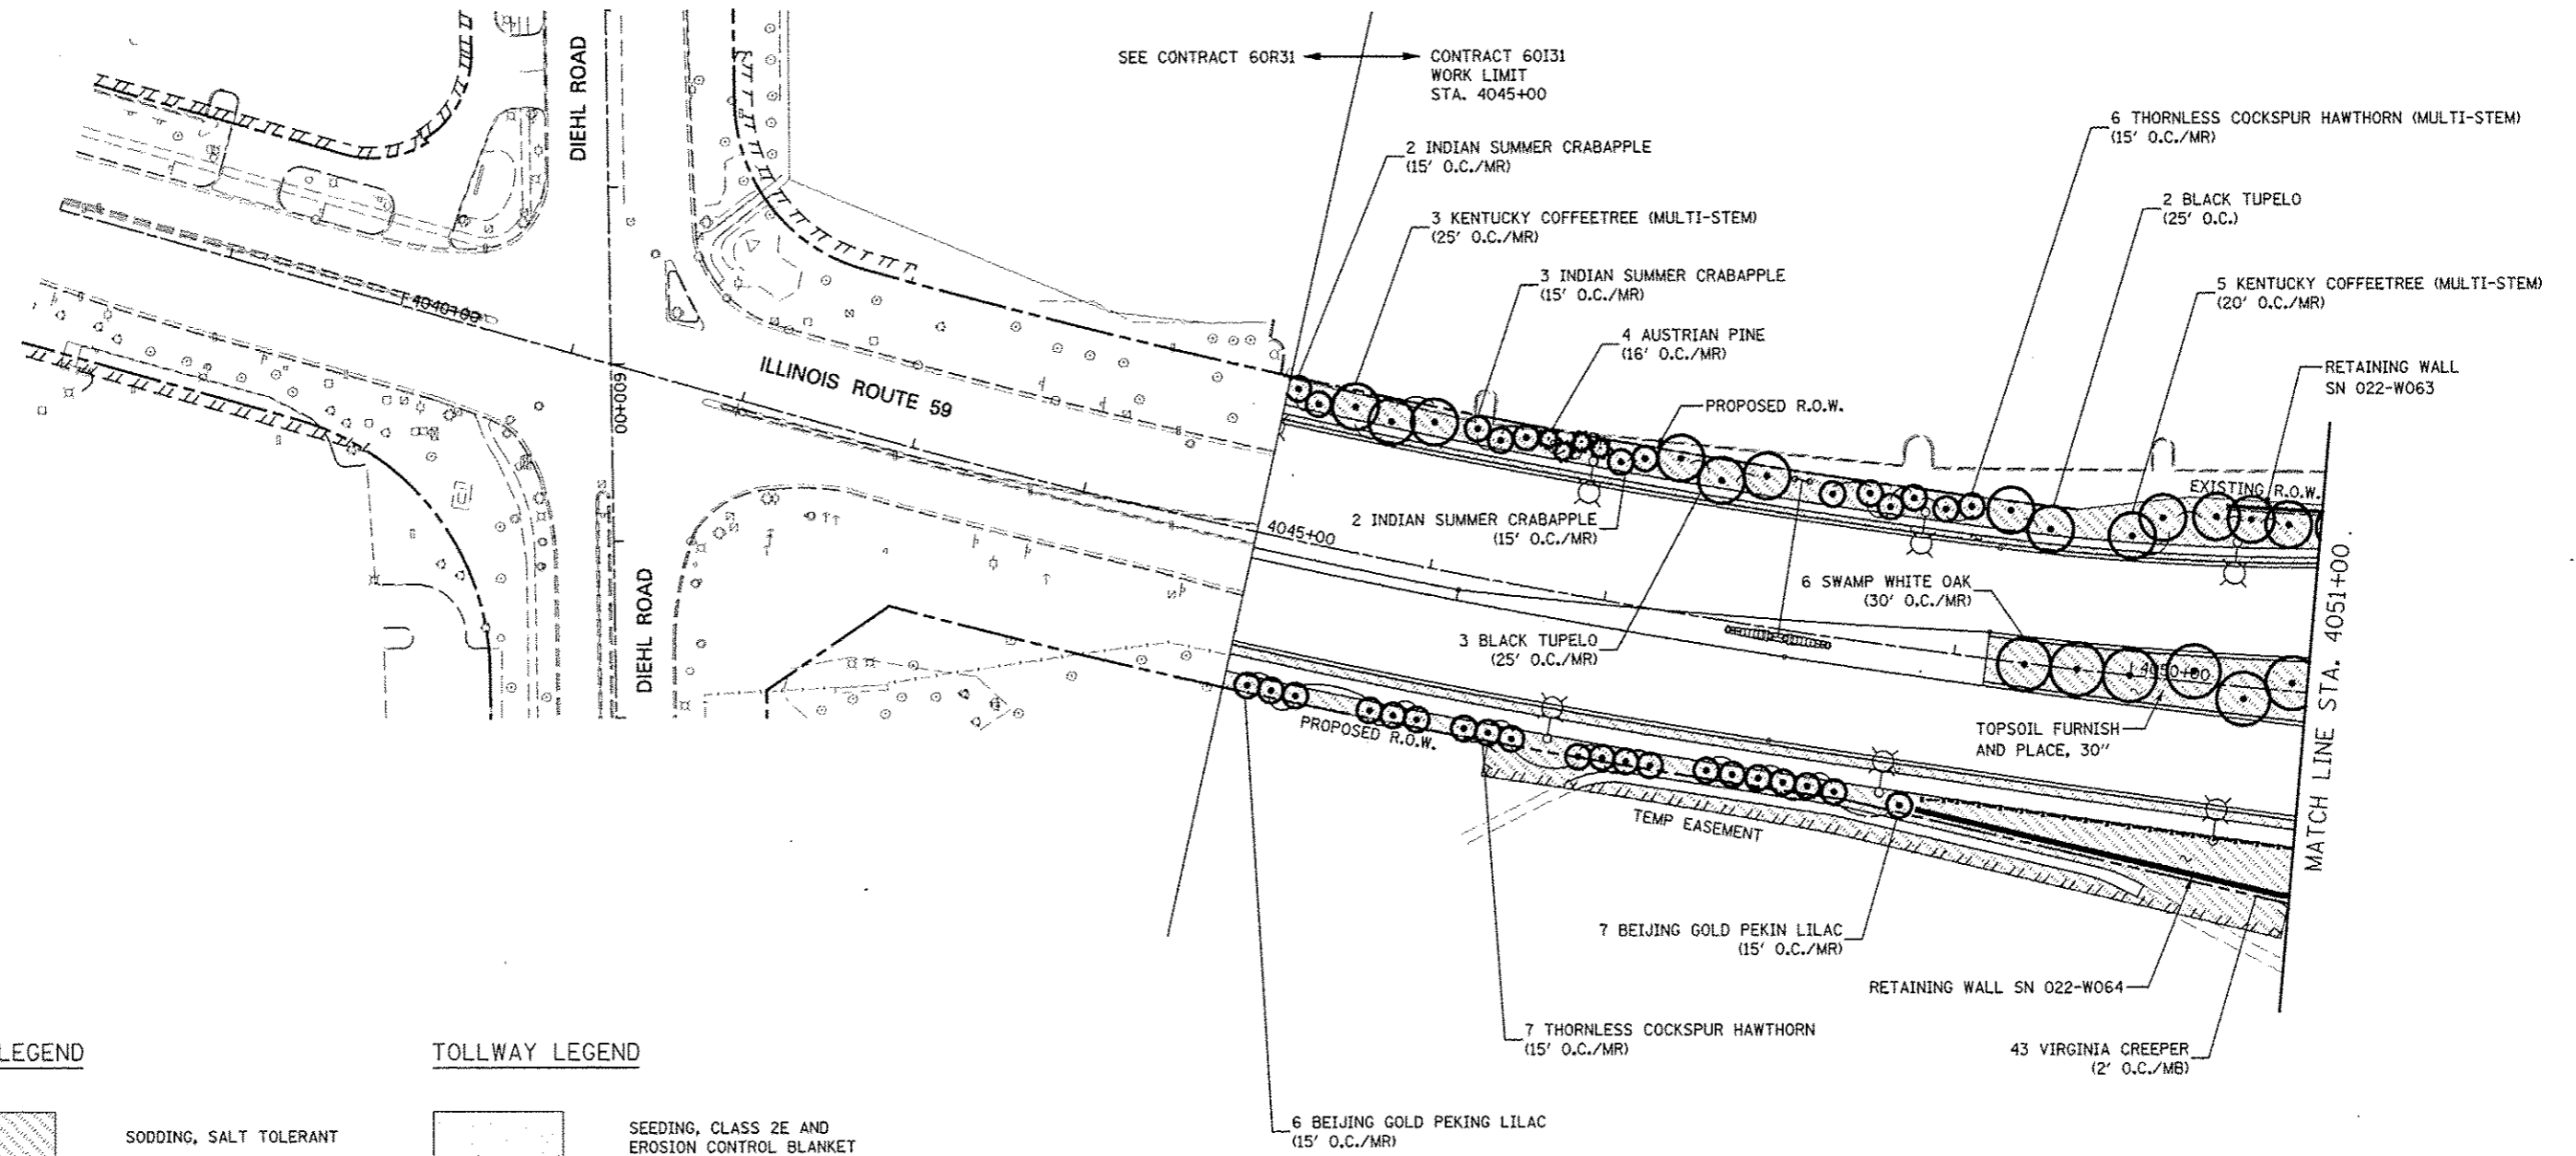 SEE CONTRACT 60R31
CONTRACT 60I31
WORK LIMIT
STA. 4045+00
DIEHL ROAD
2 INDIAN SUMMER CRABAPPLE
(15' O.C./MR)
6 THORNLESS COCKSPUR HAWTHORN (MULTI-STEM)
(15' O.C./MR)
3 KENTUCKY COFFEETREE (MULTI-STEM)
(25' O.C./MR)
2 BLACK TUPELO
(25' O.C.)
3 INDIAN SUMMER CRABAPPLE
(15' O.C./MR)
5 KENTUCKY COFFEETREE (MULTI-STEM)
(20' O.C./MR)
4 AUSTRIAN PINE
(16' O.C./MR)
RETAINING WALL
SN 022-W063
4040+00
ILLINOIS ROUTE 59
600+00
PROPOSED R.O.W.
EXISTING R.O.W.
2 INDIAN SUMMER CRABAPPLE
(15' O.C./MR)
4045+00
6 SWAMP WHITE OAK
(30' O.C./MR)
DIEHL ROAD
3 BLACK TUPELO
(25' O.C./MR)
4050+00
MATCH LINE STA. 4051+00.
TOPSOIL FURNISH
AND PLACE, 30"
PROPOSED R.O.W.
TEMP EASEMENT
7 BEIJING GOLD PEKIN LILAC
(15' O.C./MR)
RETAINING WALL SN 022-W064
7 THORNLESS COCKSPUR HAWTHORN
(15' O.C./MR)
43 VIRGINIA CREEPER
(2' O.C./MB)
6 BEIJING GOLD PEKING LILAC
(15' O.C./MR)
LEGEND
TOLLWAY LEGEND
SODDING, SALT TOLERANT
SEEDING, CLASS 2E AND
EROSION CONTROL BLANKET